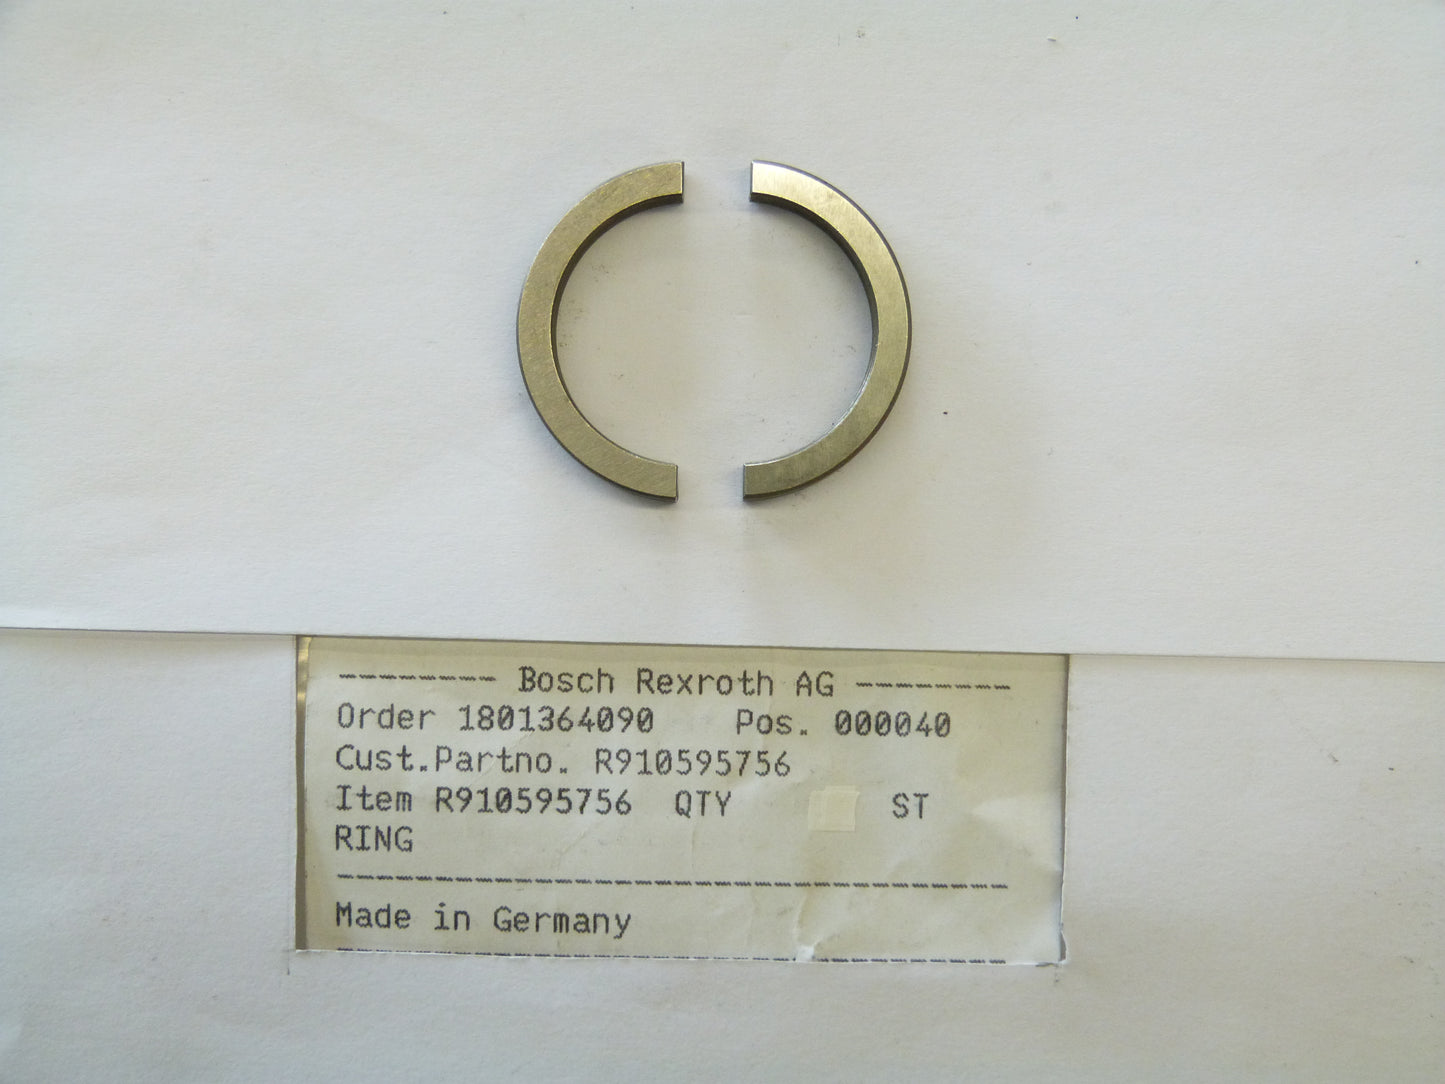 -------- Bosch Rexroth AG --------
Order 1801364090 Pos. 000040
Cust.Partno. R910595756
Item R910595756 QTY ST
RING
----------------------------------
Made in Germany
----------------------------------